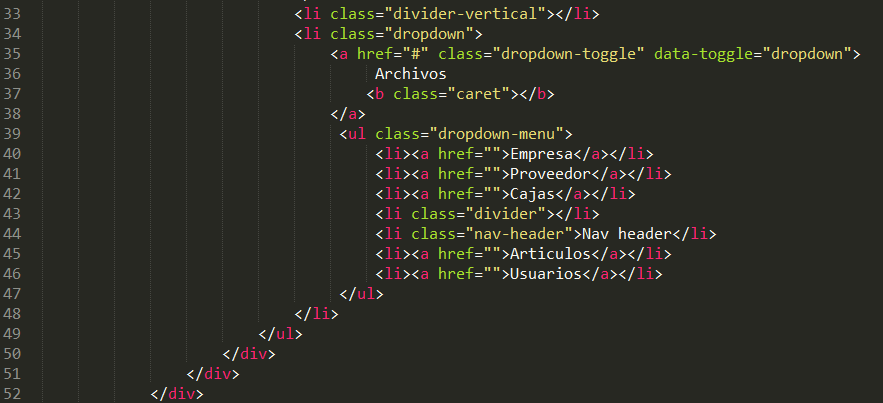 33 <li class="divider-vertical"></li>
34 <li class="dropdown">
35 <a href="#" class="dropdown-toggle" data-toggle="dropdown">
36 Archivos
37 <b class="caret"></b>
38 </a>
39 <ul class="dropdown-menu">
40 <li><a href="">Empresa</a></li>
41 <li><a href="">Proveedor</a></li>
42 <li><a href="">Cajas</a></li>
43 <li class="divider"></li>
44 <li class="nav-header">Nav header</li>
45 <li><a href="">Articulos</a></li>
46 <li><a href="">Usuarios</a></li>
47 </ul>
48 </li>
49 </ul>
50 </div>
51 </div>
52 </div>